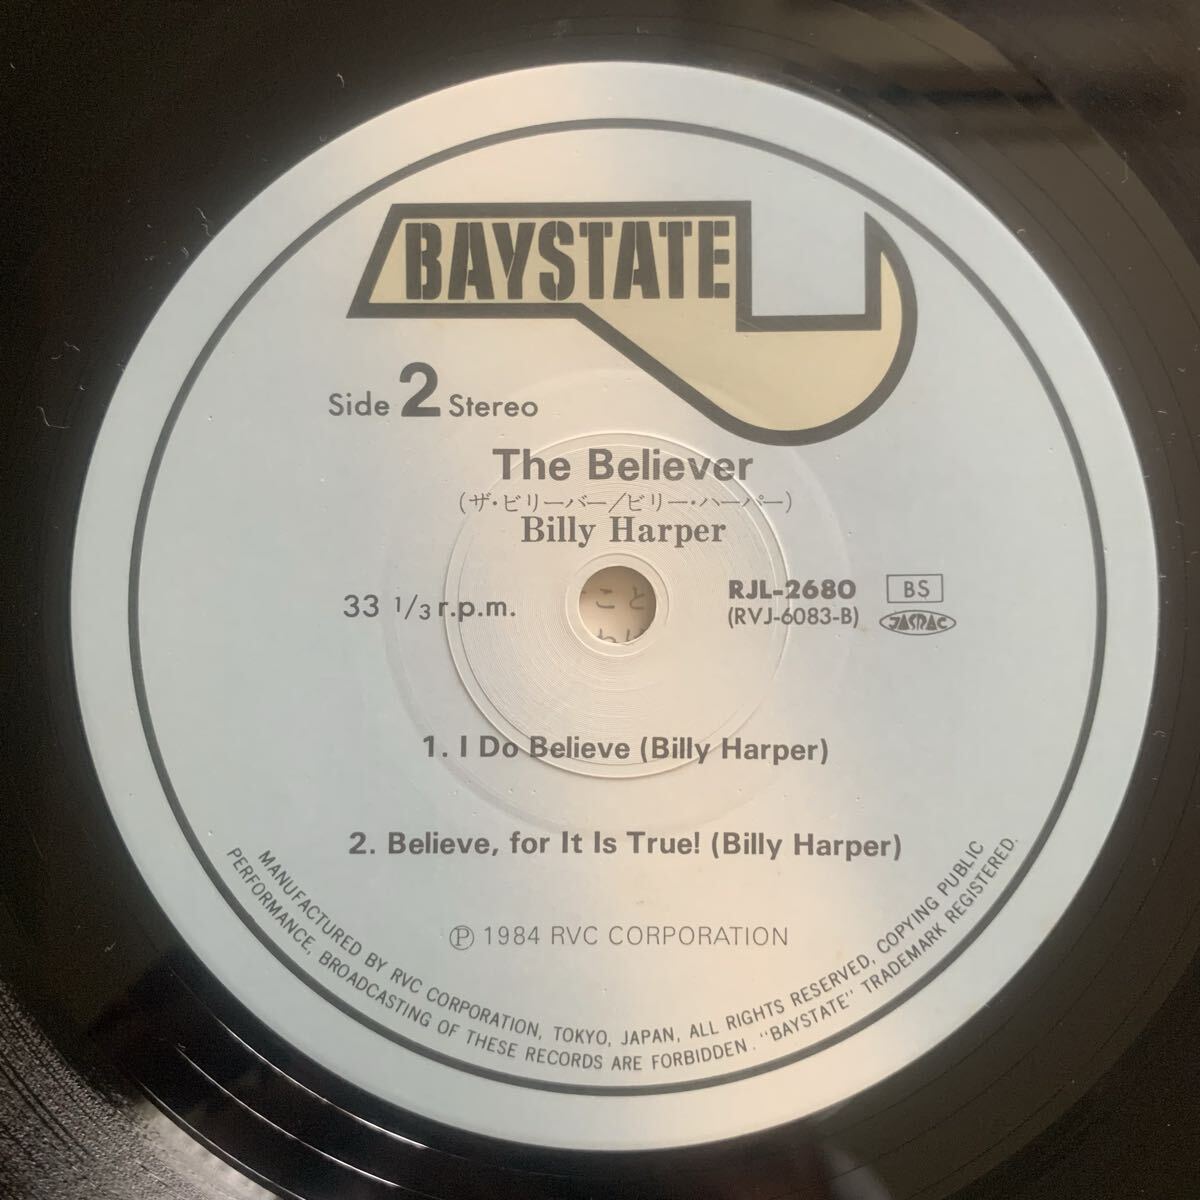 BAYSTATE
Side 2 Stereo
The Believer
(ザ・ビリーバー/ビリー・ハーパー)
Billy Harper
33 1/3 r.p.m.
RJL-2680 BS
(RVJ-6083-B) JASRAC
こと
1. I Do Believe (Billy Harper)
2. Believe, for It Is True! (Billy Harper)
Ⓟ 1984 RVC CORPORATION
MANUFACTURED BY RVC CORPORATION, TOKYO, JAPAN, ALL RIGHTS RESERVED, COPYING PUBLIC
PERFORMANCE, BROADCASTING OF THESE RECORDS ARE FORBIDDEN. "BAYSTATE" TRADEMARK REGISTERED.